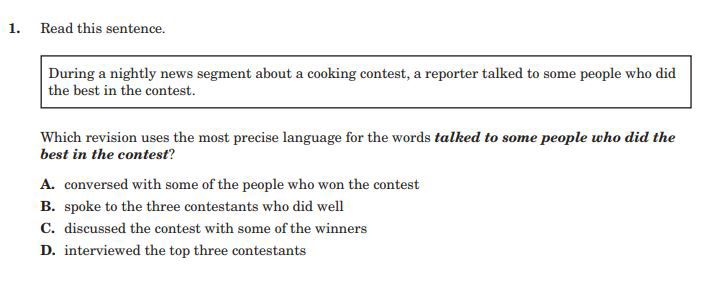 1. Read this sentence.
During a nightly news segment about a cooking contest, a reporter talked to some people who did
the best in the contest.
Which revision uses the most precise language for the words talked to some people who did the
best in the contest?
A. conversed with some of the people who won the contest
B. spoke to the three contestants who did well
C. discussed the contest with some of the winners
D. interviewed the top three contestants